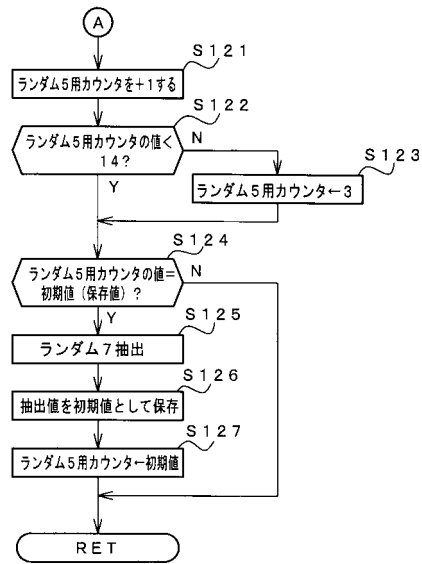 A
S121
ランダム5用カウンタを+1する
S122
ランダム5用カウンタの値<
14?
N
S123
Y
ランダム5用カウンター←3
S124
ランダム5用カウンタの値=
初期値(保存値)?
N
Y
S125
ランダム7抽出
S126
抽出値を初期値として保存
S127
ランダム5用カウンタ←初期値
RET